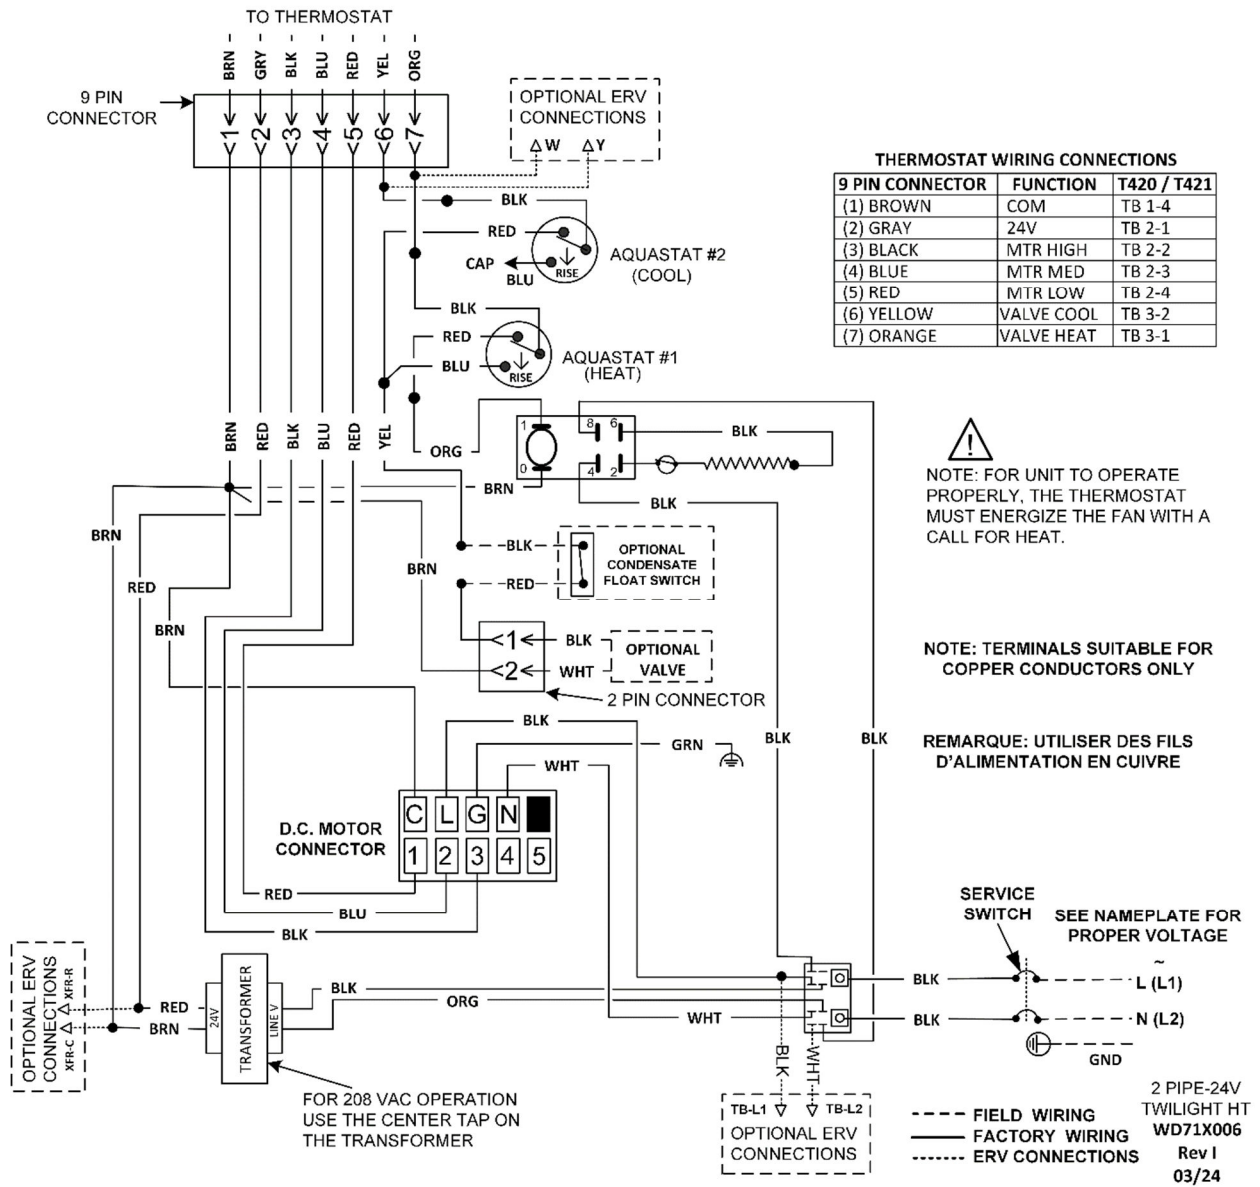 TO THERMOSTAT
BRN
GRY
BLK
BLU
RED
YEL
ORG
9 PIN
CONNECTOR
1
2
3
4
5
6
7
OPTIONAL ERV
CONNECTIONS
W
Y
BLK
RED
AQUASTAT #2
(COOL)
CAP
BLU
RISE
BLK
RED
BLU
AQUASTAT #1
(HEAT)
RISE
THERMOSTAT WIRING CONNECTIONS
9 PIN CONNECTOR FUNCTION T420 / T421
(1) BROWN COM TB 1-4
(2) GRAY 24V TB 2-1
(3) BLACK MTR HIGH TB 2-2
(4) BLUE MTR MED TB 2-3
(5) RED MTR LOW TB 2-4
(6) YELLOW VALVE COOL TB 3-2
(7) ORANGE VALVE HEAT TB 3-1
BRN
RED
BLK
BLU
RED
YEL
ORG
1
0
8
6
4
2
BLK
BRN
BLK
!
NOTE: FOR UNIT TO OPERATE
PROPERLY, THE THERMOSTAT
MUST ENERGIZE THE FAN WITH A
CALL FOR HEAT.
BRN
RED
BRN
BRN
BLK
RED
OPTIONAL
CONDENSATE
FLOAT SWITCH
1
2
BLK
WHT
OPTIONAL
VALVE
2 PIN CONNECTOR
NOTE: TERMINALS SUITABLE FOR
COPPER CONDUCTORS ONLY
REMARQUE: UTILISER DES FILS
D'ALIMENTATION EN CUIVRE
BLK
GRN
WHT
BLK
BLK
D.C. MOTOR
CONNECTOR
C L G N
1 2 3 4 5
RED
BLU
BLK
SERVICE
SWITCH
SEE NAMEPLATE FOR
PROPER VOLTAGE
~
L (L1)
N (L2)
GND
BLK
BLK
OPTIONAL ERV
CONNECTIONS
XFR-R
XFR-C
RED
BRN
24V
TRANSFORMER
LINE V
BLK
ORG
WHT
BLK
WHT
FOR 208 VAC OPERATION
USE THE CENTER TAP ON
THE TRANSFORMER
TB-L1
TB-L2
OPTIONAL ERV
CONNECTIONS
FIELD WIRING
FACTORY WIRING
ERV CONNECTIONS
2 PIPE-24V
TWILIGHT HT
WD71X006
Rev I
03/24